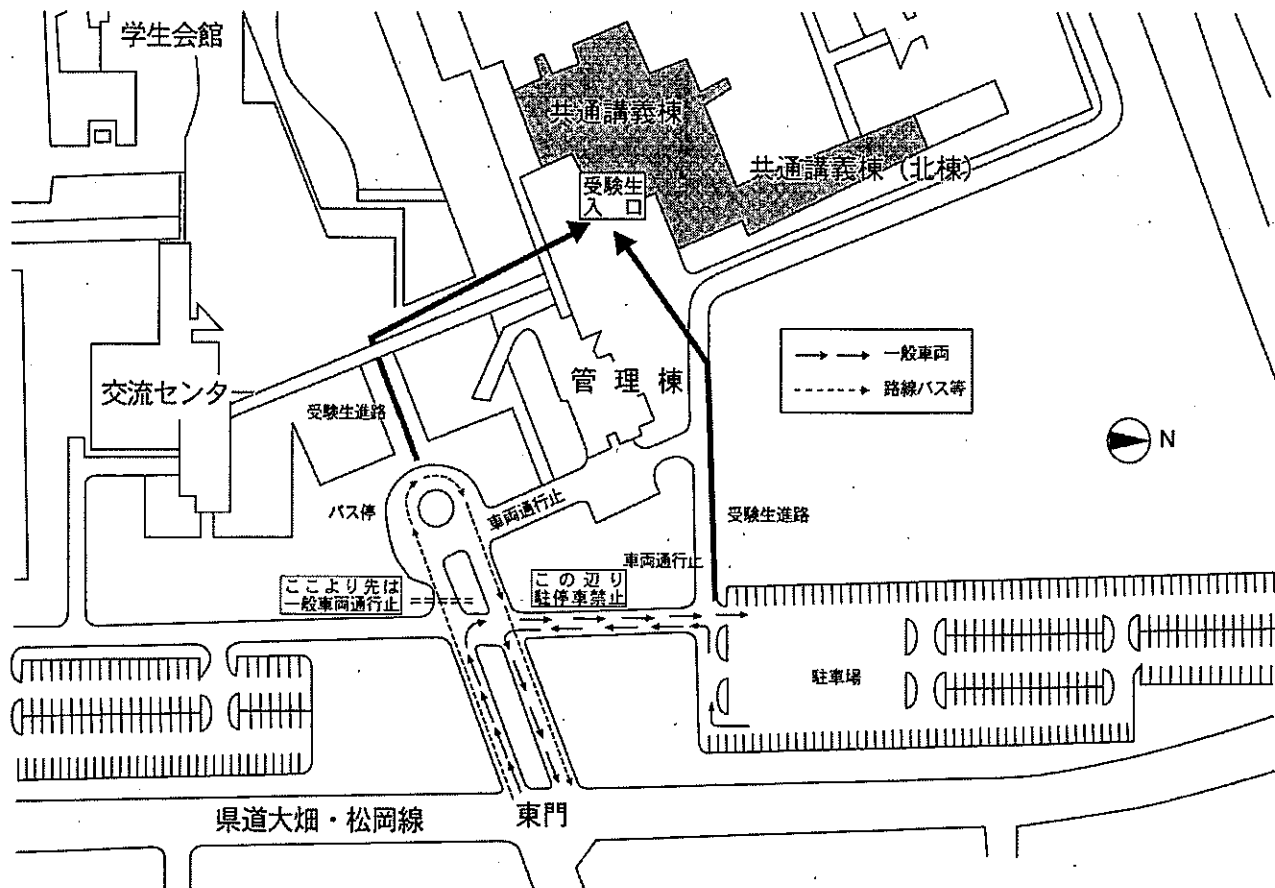 学生会館
共通講義棟
共通講義棟（北棟）
受験生
入口
一般車両
路線バス等
管理棟
交流センター
受験生進路
N
バス停
車両通行止
受験生進路
車両通行止
ここより先は
一般車両通行止
この辺り
駐停車禁止
駐車場
県道大畑・松岡線
東門